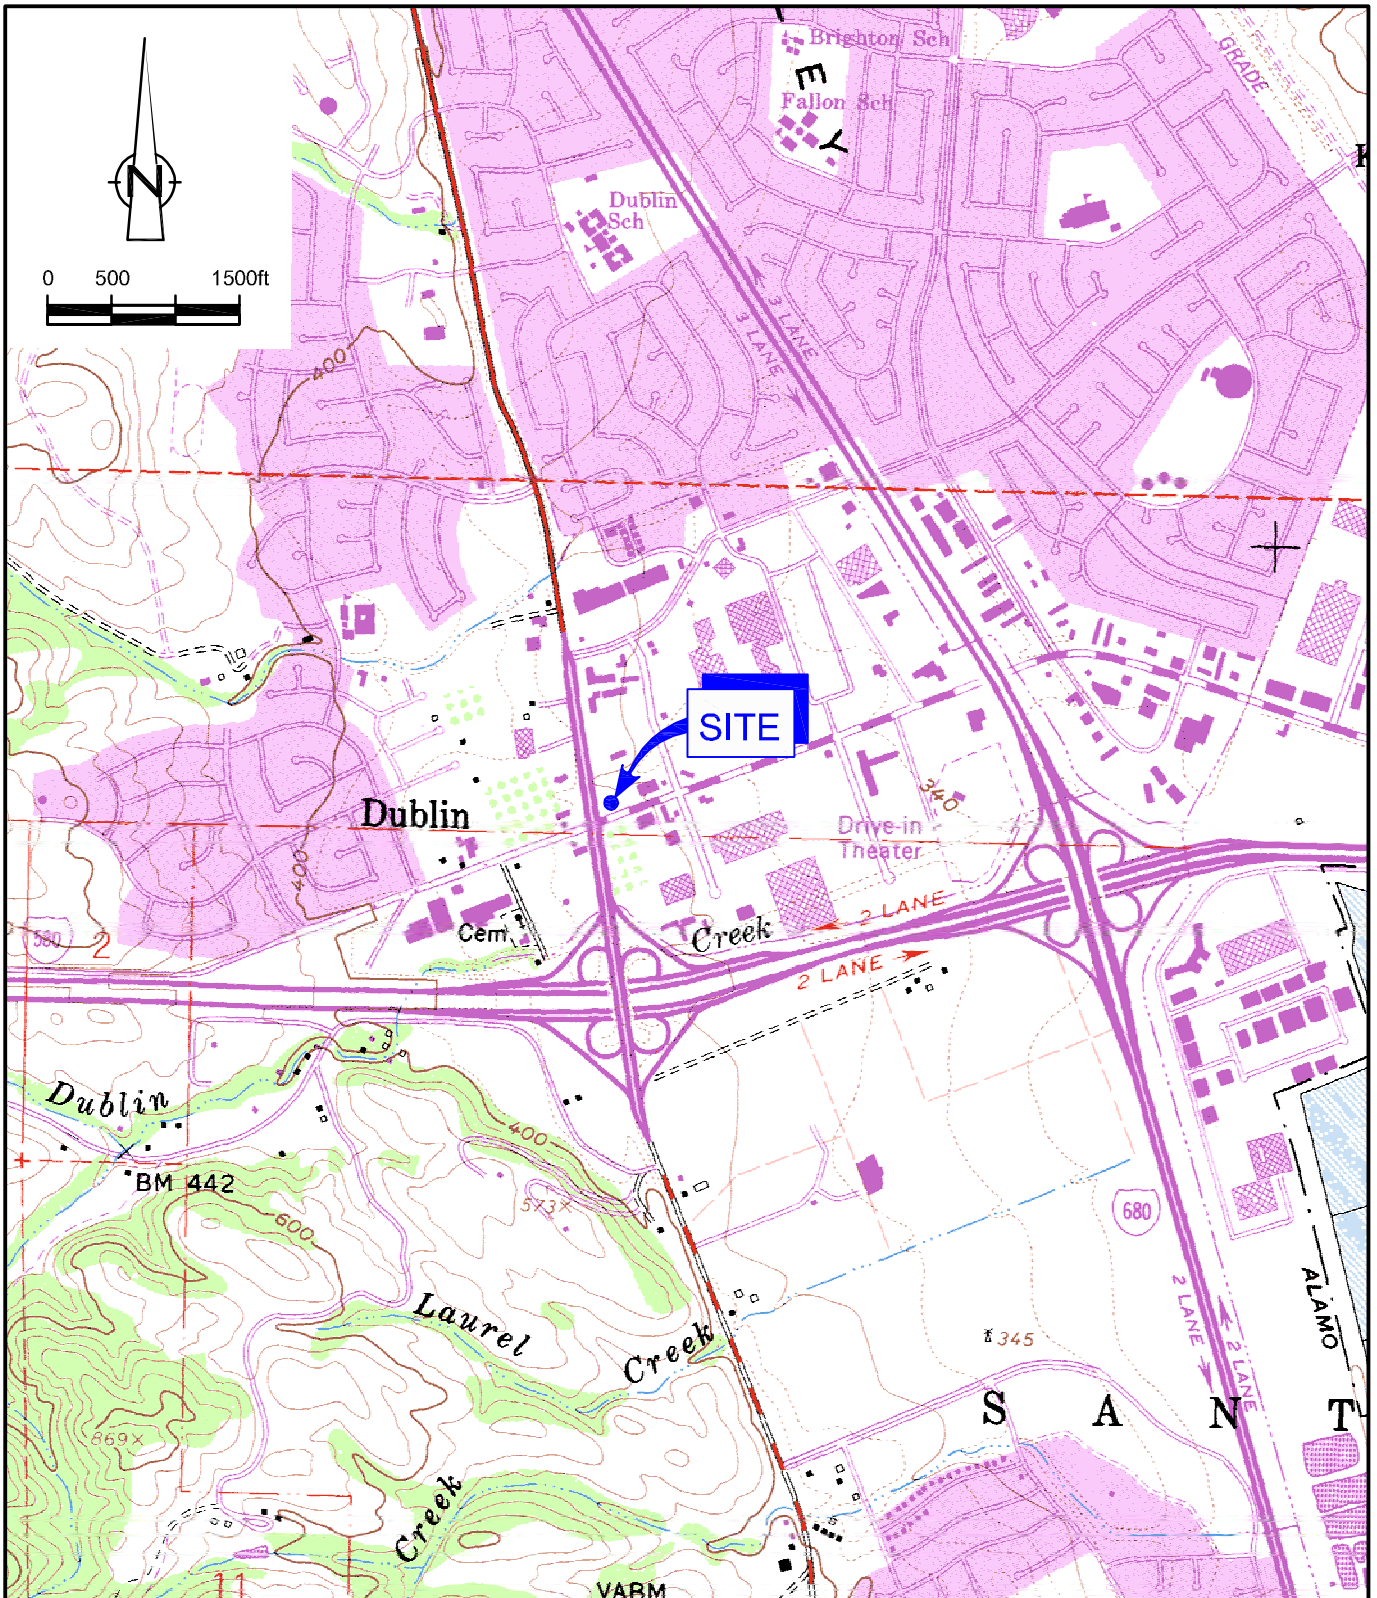 Brighton Sch
E
GRADE
Fallon Sch
Y
N
Dublin
Sch
0 500 1500ft
3 LANE
3 LANE
400
SITE
340
Dublin
Drive-in
Theater
400
2 LANE
580
2
Cem
Creek
2 LANE
Dublin
400
BM 442
573×
680
600
ALAMO
2 LANE
Laurel
Creek
345
2 LANE
S A N T
869×
Creek
11
VABM